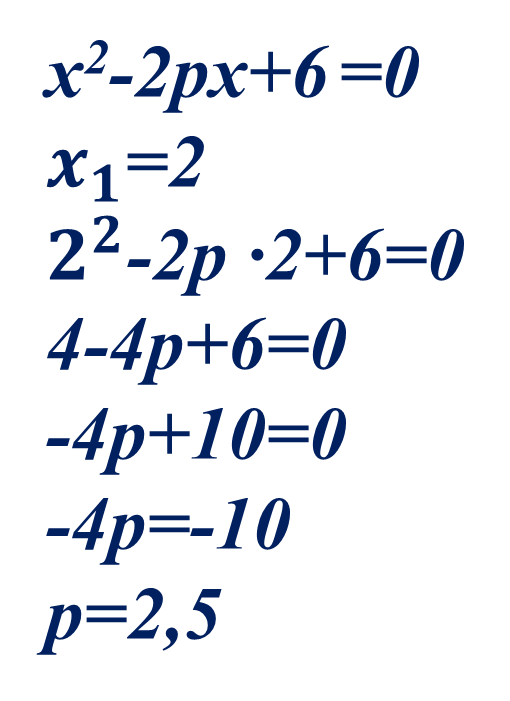 x²-2px+6=0
x₁=2
2²-2p ·2+6=0
4-4p+6=0
-4p+10=0
-4p=-10
p=2,5